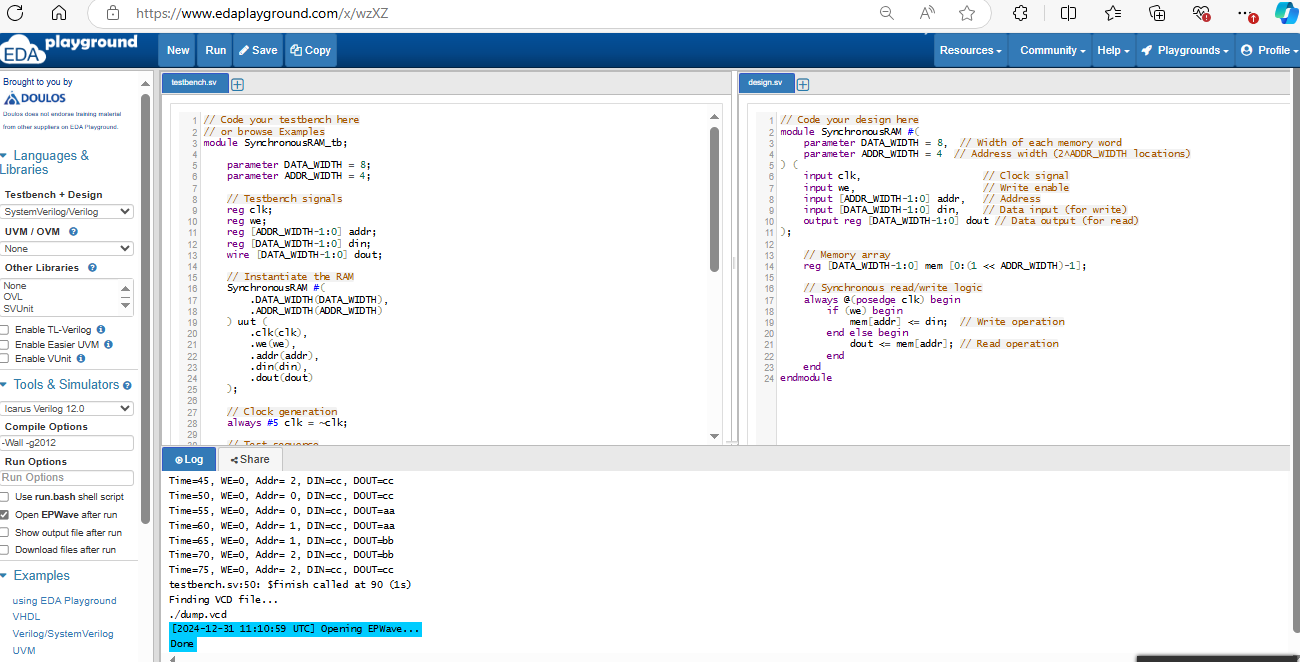 https://www.edaplayground.com/x/wzXZ
EDA playground
New
Run
Save
Copy
Resources
Community
Help
Playgrounds
Profile
Brought to you by
DOULOS
Doulos does not endorse training material
from other suppliers on EDA Playground.
Languages &
Libraries
Testbench + Design
SystemVerilog/Verilog
UVM / OVM
None
Other Libraries
None
OVL
SVUnit
Enable TL-Verilog
Enable Easier UVM
Enable VUnit
Tools & Simulators
Icarus Verilog 12.0
Compile Options
-Wall -g2012
Run Options
Run Options
Use run.bash shell script
Open EPWave after run
Show output file after run
Download files after run
Examples
using EDA Playground
VHDL
Verilog/SystemVerilog
UVM
testbench.sv
1 // Code your testbench here
2 // or browse Examples
3 module SynchronousRAM_tb;
4
5 parameter DATA_WIDTH = 8;
6 parameter ADDR_WIDTH = 4;
7
8 // Testbench signals
9 reg clk;
10 reg we;
11 reg [ADDR_WIDTH-1:0] addr;
12 reg [DATA_WIDTH-1:0] din;
13 wire [DATA_WIDTH-1:0] dout;
14
15 // Instantiate the RAM
16 SynchronousRAM #(
17 .DATA_WIDTH(DATA_WIDTH),
18 .ADDR_WIDTH(ADDR_WIDTH)
19 ) uut (
20 .clk(clk),
21 .we(we),
22 .addr(addr),
23 .din(din),
24 .dout(dout)
25 );
26
27 // Clock generation
28 always #5 clk = ~clk;
29
30 // Test sequence
design.sv
1 // Code your design here
2 module SynchronousRAM #(
3 parameter DATA_WIDTH = 8, // Width of each memory word
4 parameter ADDR_WIDTH = 4 // Address width (2^ADDR_WIDTH locations)
5 ) (
6 input clk, // Clock signal
7 input we, // Write enable
8 input [ADDR_WIDTH-1:0] addr, // Address
9 input [DATA_WIDTH-1:0] din, // Data input (for write)
10 output reg [DATA_WIDTH-1:0] dout // Data output (for read)
11 );
12
13 // Memory array
14 reg [DATA_WIDTH-1:0] mem [0:(1 << ADDR_WIDTH)-1];
15
16 // Synchronous read/write logic
17 always @(posedge clk) begin
18 if (we) begin
19 mem[addr] <= din; // Write operation
20 end else begin
21 dout <= mem[addr]; // Read operation
22 end
23 end
24 endmodule
Log
Share
Time=45, WE=0, Addr= 2, DIN=cc, DOUT=cc
Time=50, WE=0, Addr= 0, DIN=cc, DOUT=cc
Time=55, WE=0, Addr= 0, DIN=cc, DOUT=aa
Time=60, WE=0, Addr= 1, DIN=cc, DOUT=aa
Time=65, WE=0, Addr= 1, DIN=cc, DOUT=bb
Time=70, WE=0, Addr= 2, DIN=cc, DOUT=bb
Time=75, WE=0, Addr= 2, DIN=cc, DOUT=cc
testbench.sv:50: $finish called at 90 (1s)
Finding VCD file...
./dump.vcd
[2024-12-31 11:10:59 UTC] Opening EPWave...
Done